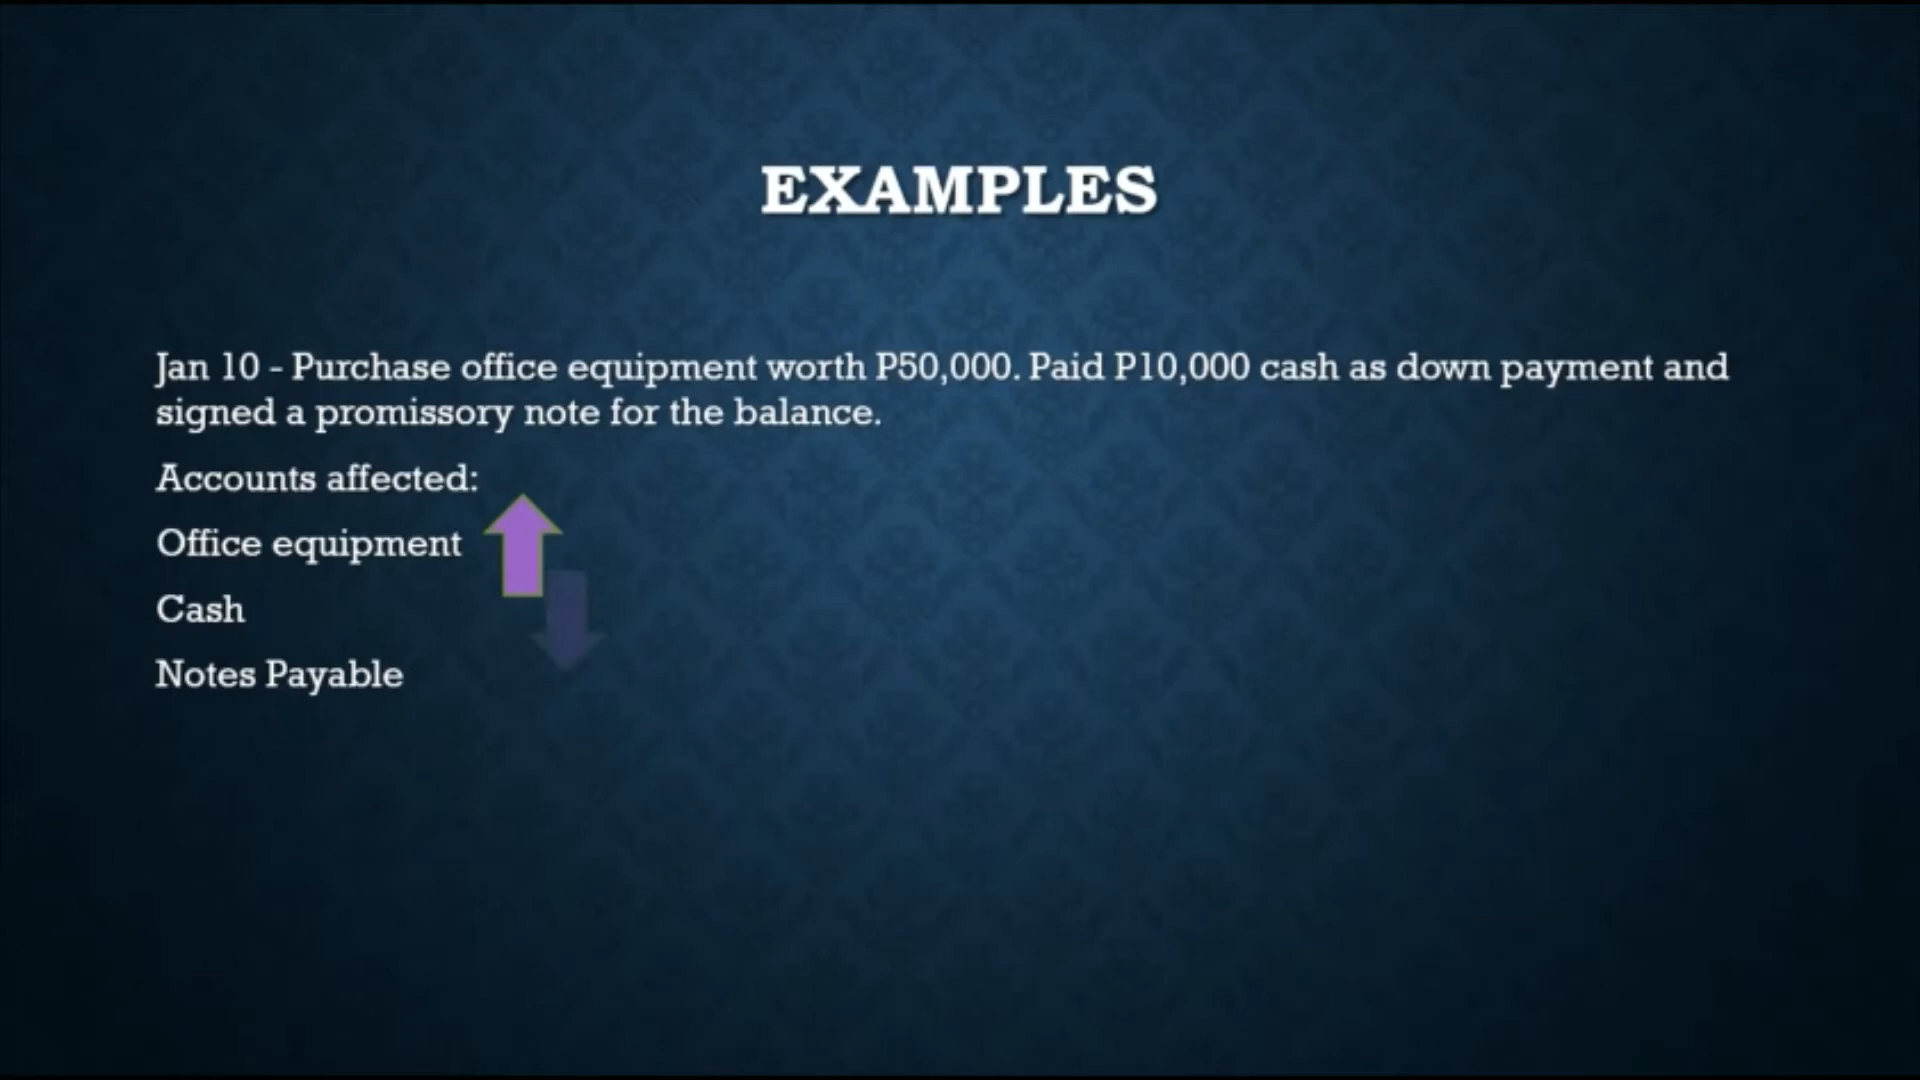 EXAMPLES
Jan 10 - Purchase office equipment worth P50,000. Paid P10,000 cash as down payment and
signed a promissory note for the balance.
Accounts affected:
Office equipment
Cash
Notes Payable